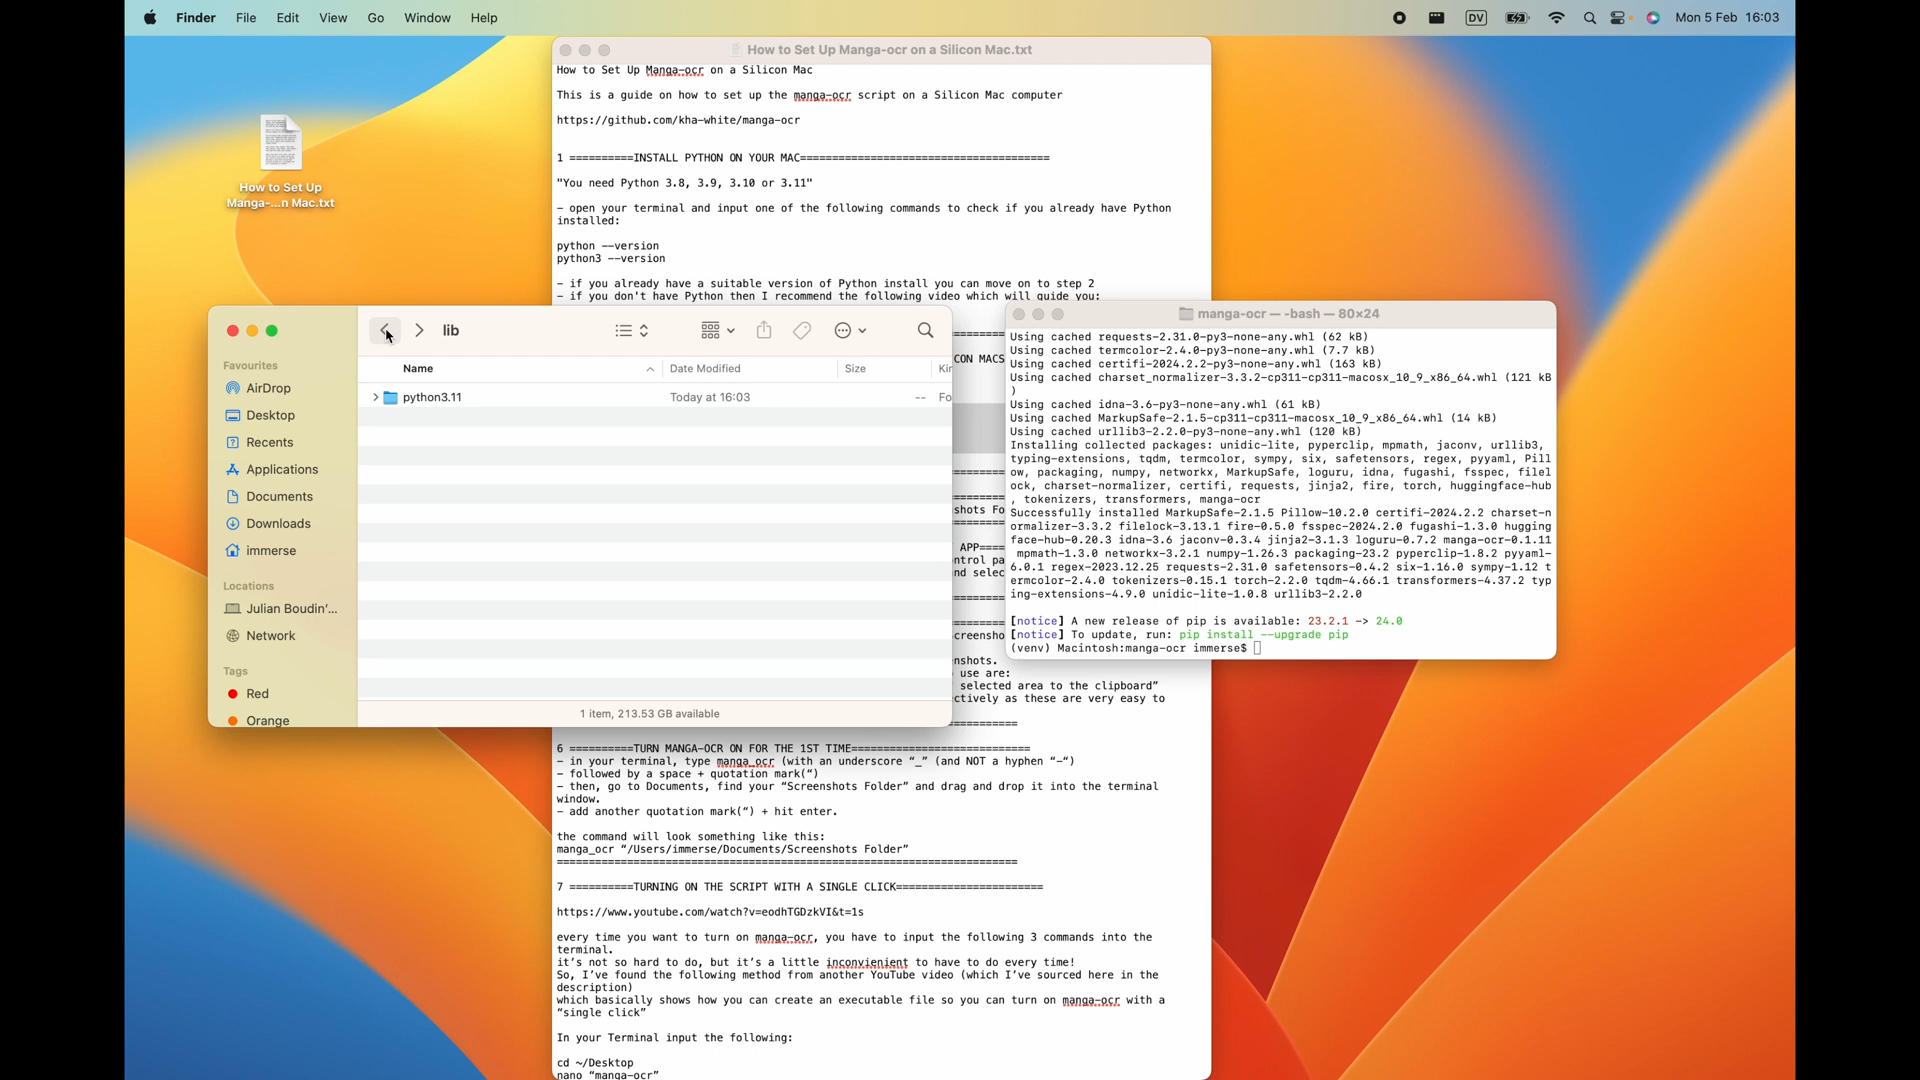 Finder File Edit View Go Window Help
DV Mon 5 Feb 16:03
How to Set Up
Manga-...n Mac.txt
How to Set Up Manga-ocr on a Silicon Mac.txt
How to Set Up Manga-ocr on a Silicon Mac
This is a guide on how to set up the manga-ocr script on a Silicon Mac computer
https://github.com/kha-white/manga-ocr
1 ==========INSTALL PYTHON ON YOUR MAC======================================
"You need Python 3.8, 3.9, 3.10 or 3.11"
- open your terminal and input one of the following commands to check if you already have Python
installed:
python --version
python3 --version
- if you already have a suitable version of Python install you can move on to step 2
- if you don't have Python then I recommend the following video which will guide you:
lib
Name Date Modified Size Kin
python3.11 Today at 16:03 -- Fo
1 item, 213.53 GB available
Favourites
AirDrop
Desktop
Recents
Applications
Documents
Downloads
immerse
Locations
Julian Boudin'...
Network
Tags
Red
Orange
CON MACS
shots Fo
APP====
ntrol pa
nd selec
creensho
nshots.
use are:
selected area to the clipboard”
ctively as these are very easy to
manga-ocr — -bash — 80×24
Using cached requests-2.31.0-py3-none-any.whl (62 kB)
Using cached termcolor-2.4.0-py3-none-any.whl (7.7 kB)
Using cached certifi-2024.2.2-py3-none-any.whl (163 kB)
Using cached charset_normalizer-3.3.2-cp311-cp311-macosx_10_9_x86_64.whl (121 kB
)
Using cached idna-3.6-py3-none-any.whl (61 kB)
Using cached MarkupSafe-2.1.5-cp311-cp311-macosx_10_9_x86_64.whl (14 kB)
Using cached urllib3-2.2.0-py3-none-any.whl (120 kB)
Installing collected packages: unidic-lite, pyperclip, mpmath, jaconv, urllib3,
typing-extensions, tqdm, termcolor, sympy, six, safetensors, regex, pyyaml, Pill
ow, packaging, numpy, networkx, MarkupSafe, loguru, idna, fugashi, fsspec, filel
ock, charset-normalizer, certifi, requests, jinja2, fire, torch, huggingface-hub
, tokenizers, transformers, manga-ocr
Successfully installed MarkupSafe-2.1.5 Pillow-10.2.0 certifi-2024.2.2 charset-n
ormalizer-3.3.2 filelock-3.13.1 fire-0.5.0 fsspec-2024.2.0 fugashi-1.3.0 hugging
face-hub-0.20.3 idna-3.6 jaconv-0.3.4 jinja2-3.1.3 loguru-0.7.2 manga-ocr-0.1.11
mpmath-1.3.0 networkx-3.2.1 numpy-1.26.3 packaging-23.2 pyperclip-1.8.2 pyyaml-
6.0.1 regex-2023.12.25 requests-2.31.0 safetensors-0.4.2 six-1.16.0 sympy-1.12 t
ermcolor-2.4.0 tokenizers-0.15.1 torch-2.2.0 tqdm-4.66.1 transformers-4.37.2 typ
ing-extensions-4.9.0 unidic-lite-1.0.8 urllib3-2.2.0
[notice] A new release of pip is available: 23.2.1 -> 24.0
[notice] To update, run: pip install --upgrade pip
(venv) Macintosh:manga-ocr immerse$
6 ==========TURN MANGA-OCR ON FOR THE 1ST TIME============================
- in your terminal, type manga_ocr (with an underscore “_” (and NOT a hyphen “-“)
- followed by a space + quotation mark(“)
- then, go to Documents, find your “Screenshots Folder” and drag and drop it into the terminal
window.
- add another quotation mark(“) + hit enter.
the command will look something like this:
manga_ocr “/Users/immerse/Documents/Screenshots Folder”
========================================================================
7 ==========TURNING ON THE SCRIPT WITH A SINGLE CLICK=======================
https://www.youtube.com/watch?v=eodhTGDzkVI&t=1s
every time you want to turn on manga-ocr, you have to input the following 3 commands into the
terminal.
it’s not so hard to do, but it’s a little inconvienient to have to do every time!
So, I’ve found the following method from another YouTube video (which I’ve sourced here in the
description)
which basically shows how you can create an executable file so you can turn on manga-ocr with a
“single click”
In your Terminal input the following:
cd ~/Desktop
nano “manga-ocr”